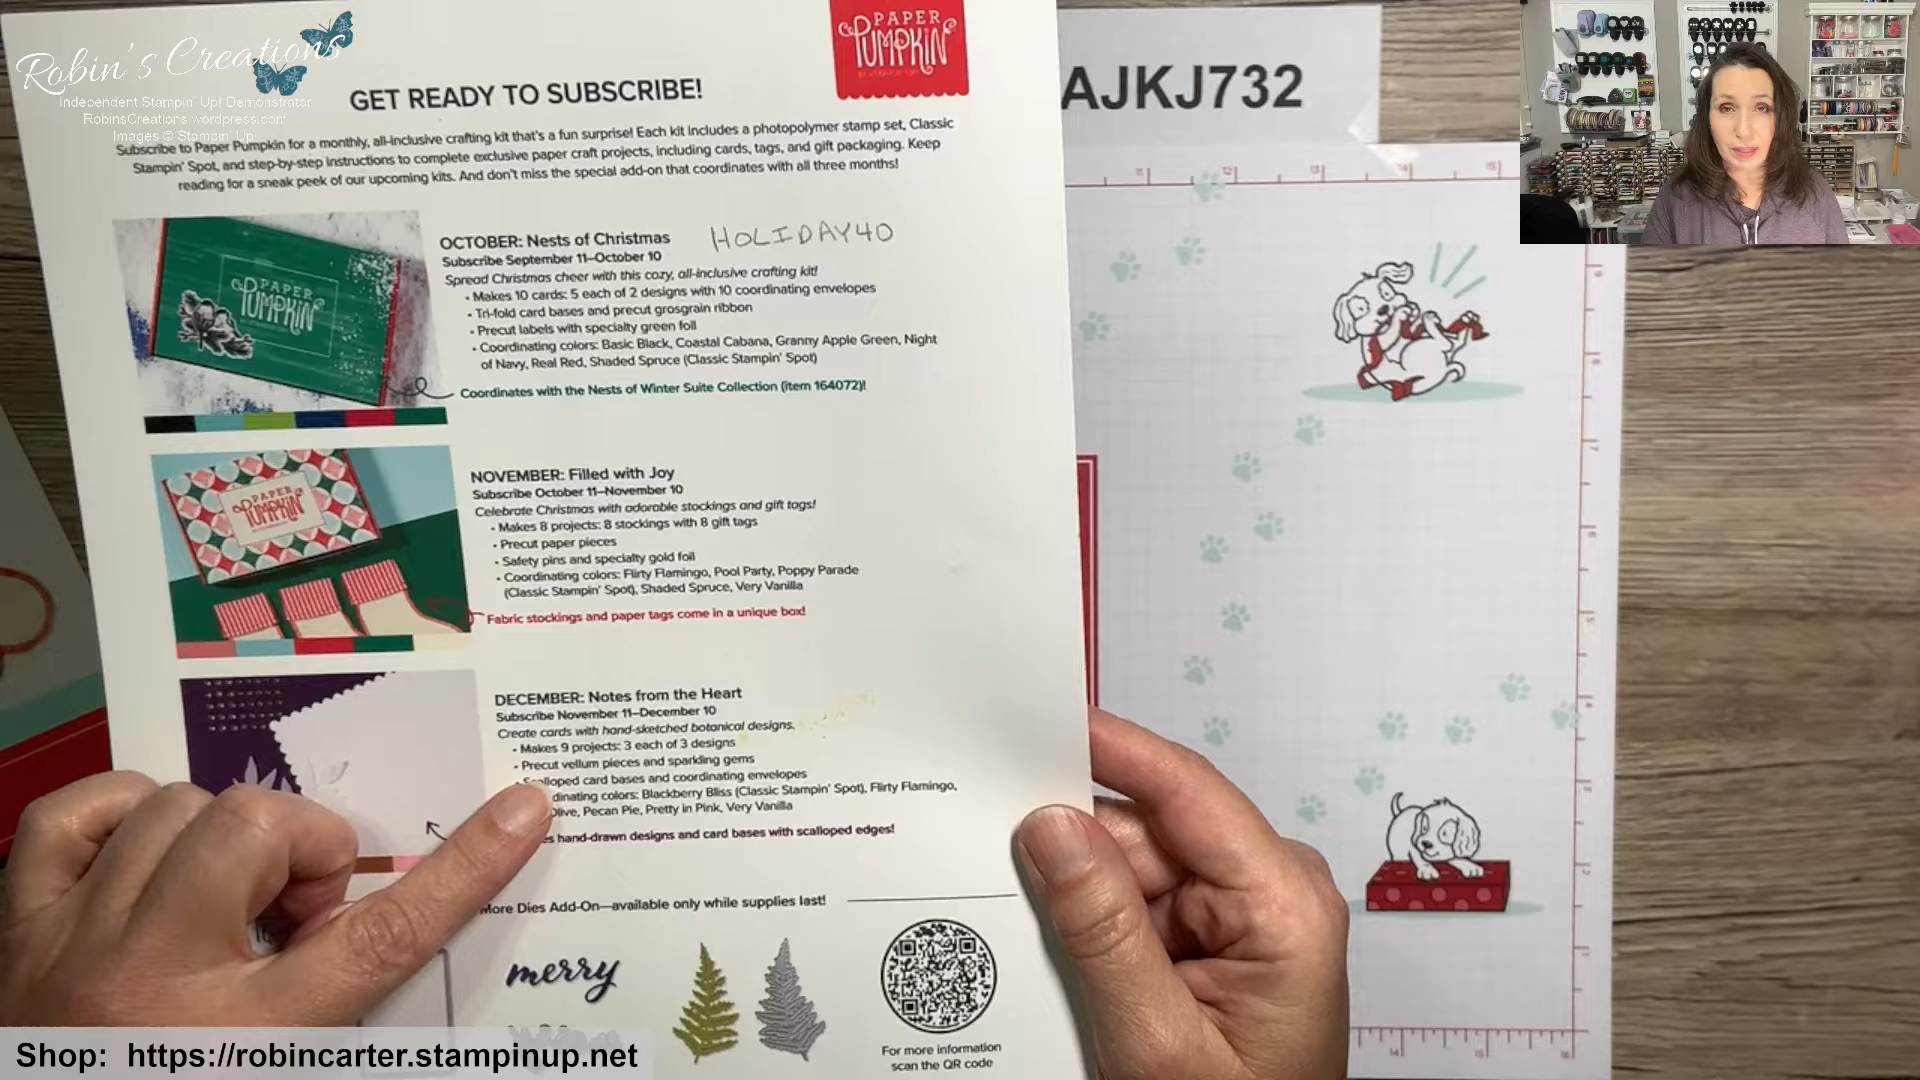 Robin's Creations
Independent Stampin' Up! Demonstrator
RobinsCreations.wordpress.com
Images © Stampin' Up!
PAPER
PUMPKIN
AJKJ732
GET READY TO SUBSCRIBE!
Subscribe to Paper Pumpkin for a monthly, all-inclusive crafting kit that's a fun surprise! Each kit includes a photopolymer stamp set, Classic
Stampin' Spot, and step-by-step instructions to complete exclusive paper craft projects, including cards, tags, and gift packaging. Keep
reading for a sneak peek of our upcoming kits. And don't miss the special add-on that coordinates with all three months!
PAPER
PUMPKIN
OCTOBER: Nests of Christmas HOLIDAY40
Subscribe September 11–October 10
Spread Christmas cheer with this cozy, all-inclusive crafting kit!
• Makes 10 cards: 5 each of 2 designs with 10 coordinating envelopes
• Tri-fold card bases and precut grosgrain ribbon
• Precut labels with specialty green foil
• Coordinating colors: Basic Black, Coastal Cabana, Granny Apple Green, Night
of Navy, Real Red, Shaded Spruce (Classic Stampin' Spot)
Coordinates with the Nests of Winter Suite Collection (item 164072)!
PAPER
PUMPKIN
NOVEMBER: Filled with Joy
Subscribe October 11–November 10
Celebrate Christmas with adorable stockings and gift tags!
• Makes 8 projects: 8 stockings with 8 gift tags
• Precut paper pieces
• Safety pins and specialty gold foil
• Coordinating colors: Flirty Flamingo, Pool Party, Poppy Parade
(Classic Stampin' Spot), Shaded Spruce, Very Vanilla
Fabric stockings and paper tags come in a unique box!
DECEMBER: Notes from the Heart
Subscribe November 11–December 10
Create cards with hand-sketched botanical designs.
• Makes 9 projects: 3 each of 3 designs
• Precut vellum pieces and sparkling gems
• Scalloped card bases and coordinating envelopes
dinating colors: Blackberry Bliss (Classic Stampin' Spot), Flirty Flamingo,
Olive, Pecan Pie, Pretty in Pink, Very Vanilla
hand-drawn designs and card bases with scalloped edges!
More Dies Add-On—available only while supplies last!
merry
For more information
scan the QR code
Shop: https://robincarter.stampinup.net